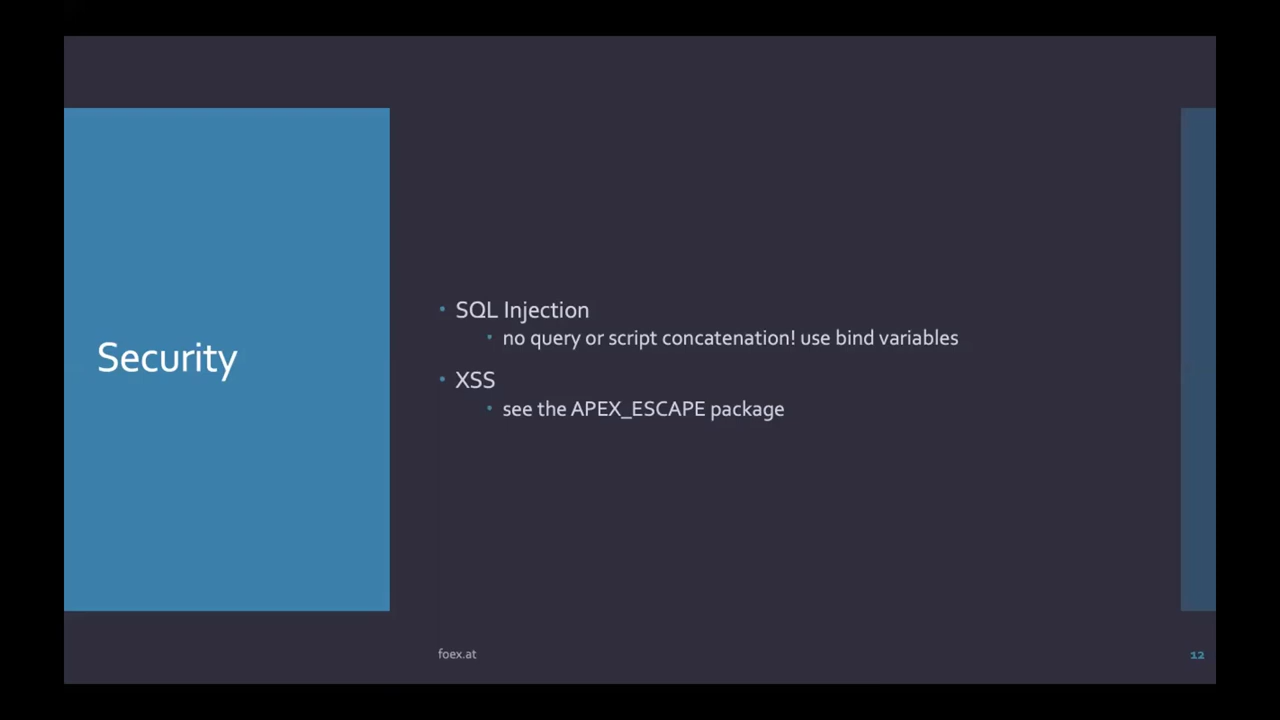 Security
SQL Injection
no query or script concatenation! use bind variables
XSS
see the APEX_ESCAPE package
foex.at
12